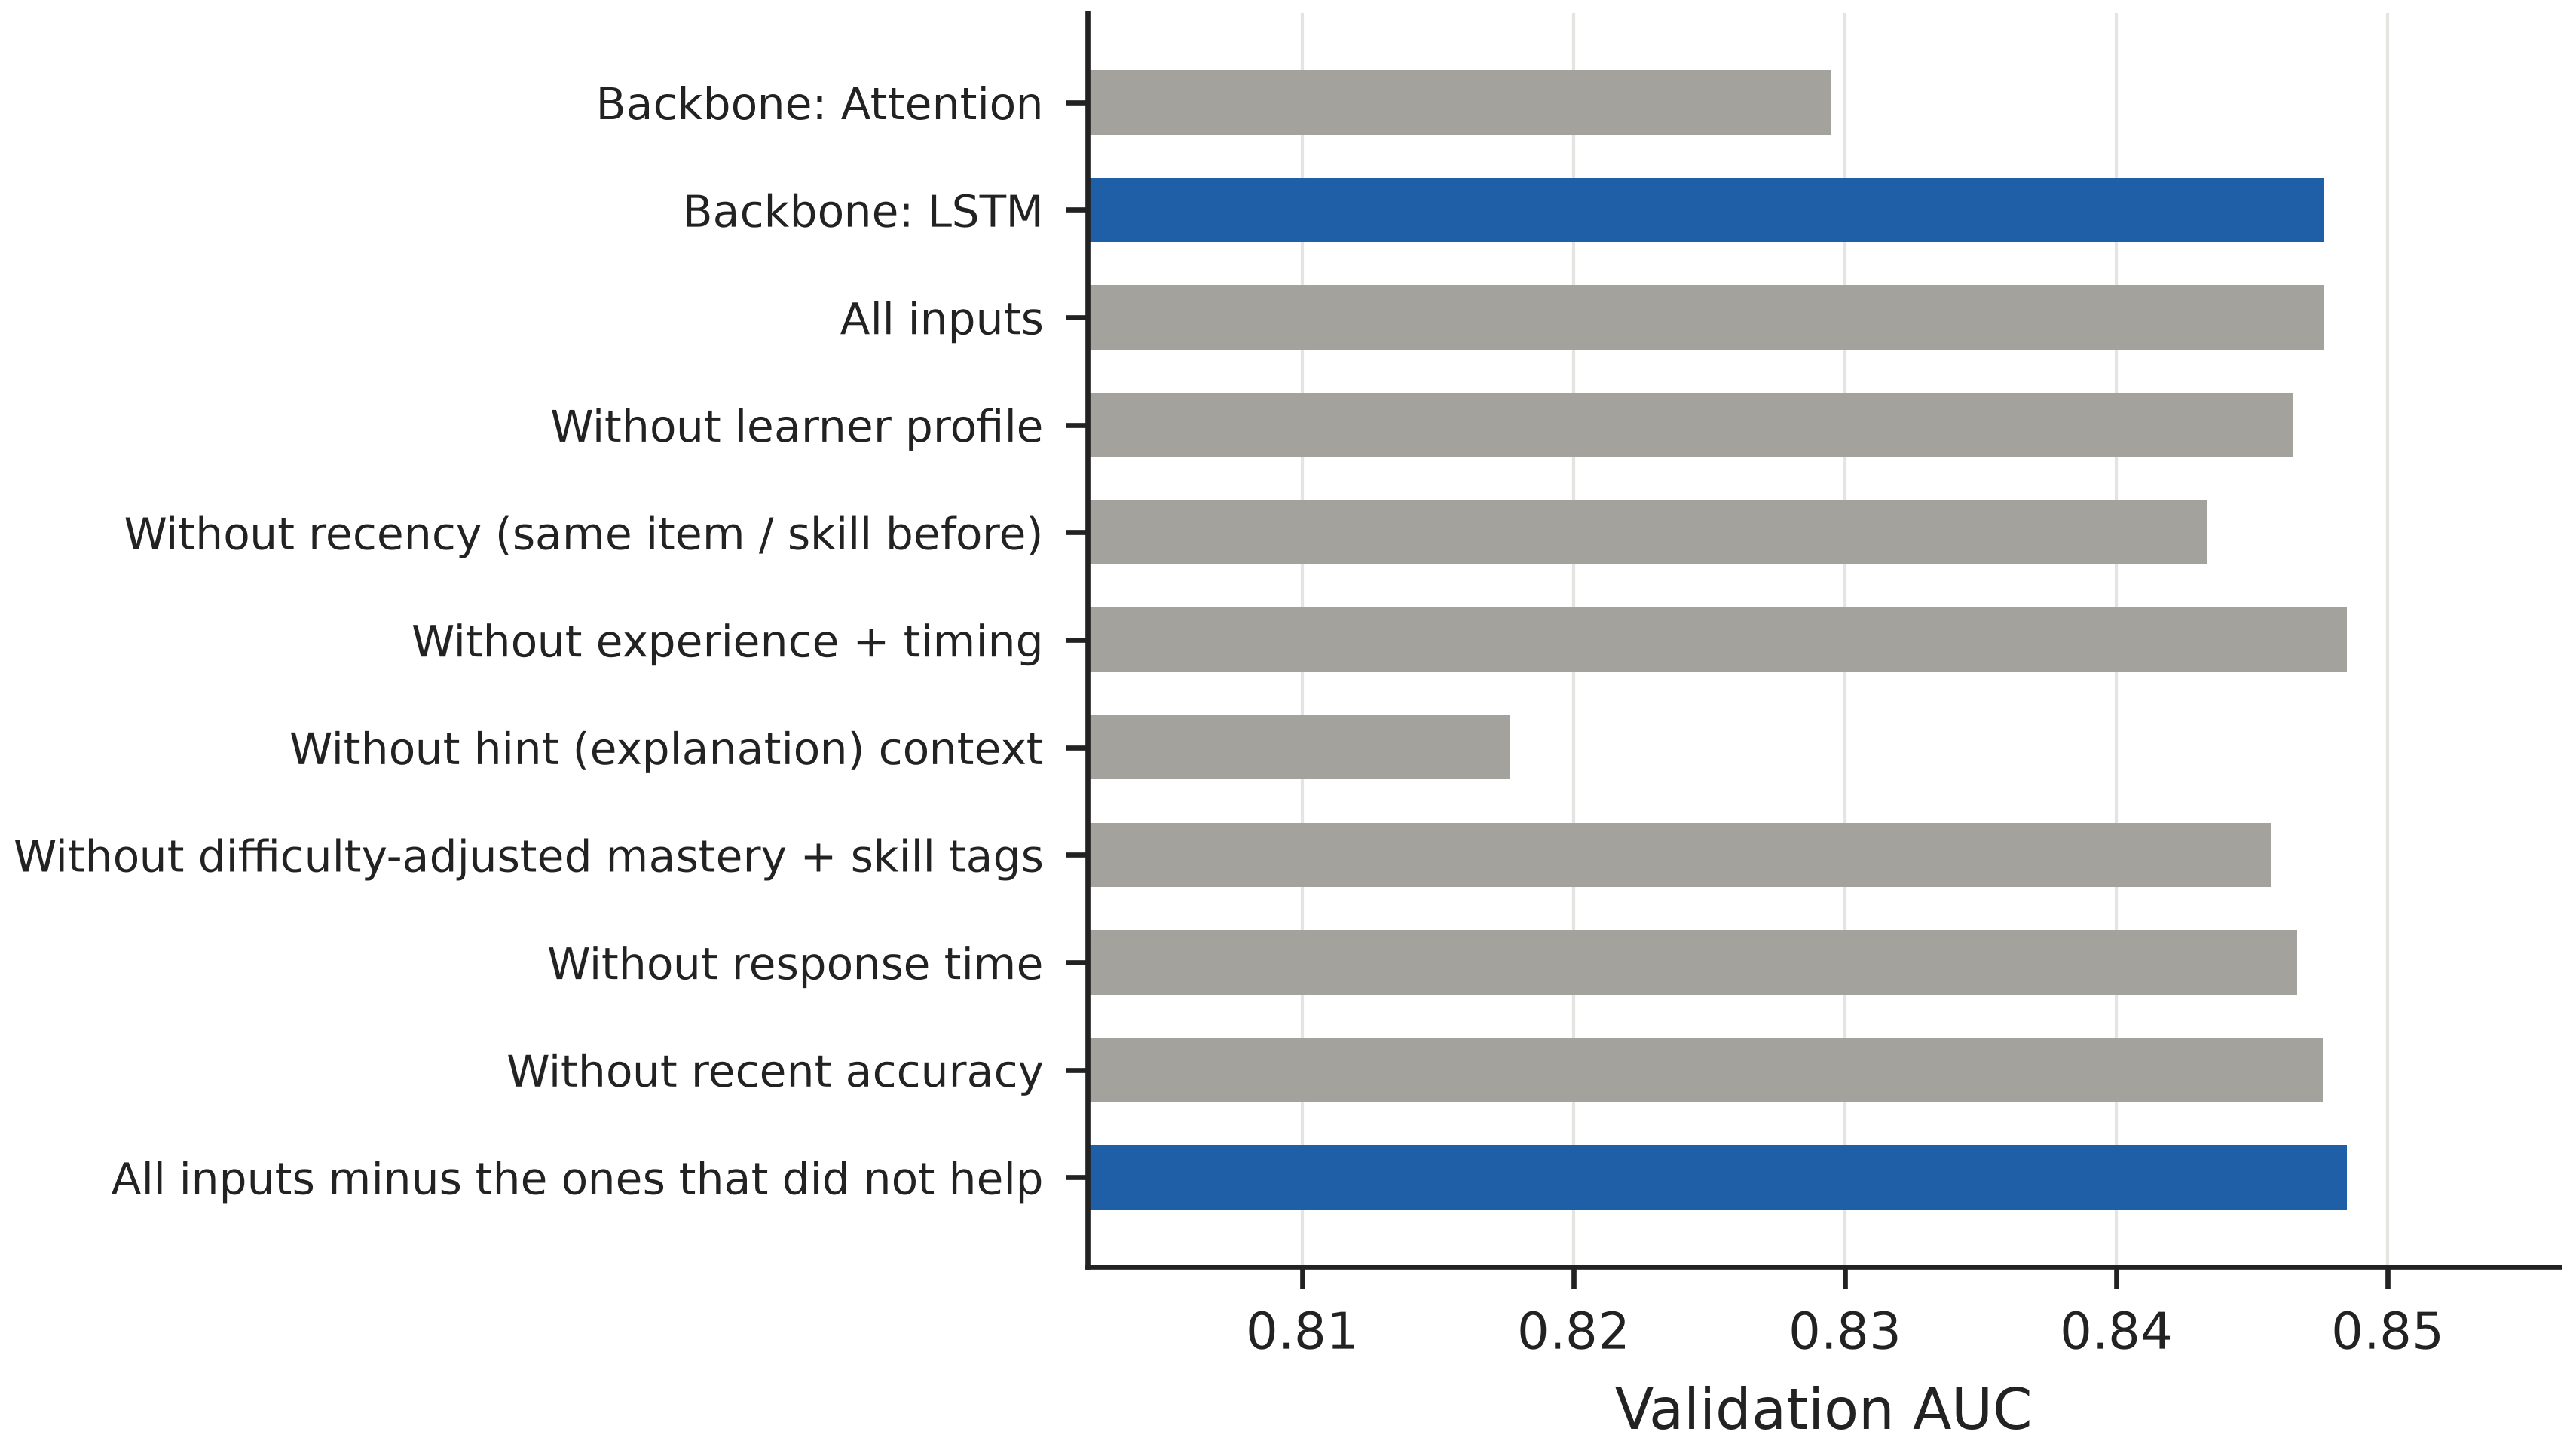 Backbone: Attention
Backbone: LSTM
All inputs
Without learner profile
Without recency (same item / skill before)
Without experience + timing
Without hint (explanation) context
Without difficulty-adjusted mastery + skill tags
Without response time
Without recent accuracy
All inputs minus the ones that did not help
0.81 0.82 0.83 0.84 0.85
Validation AUC